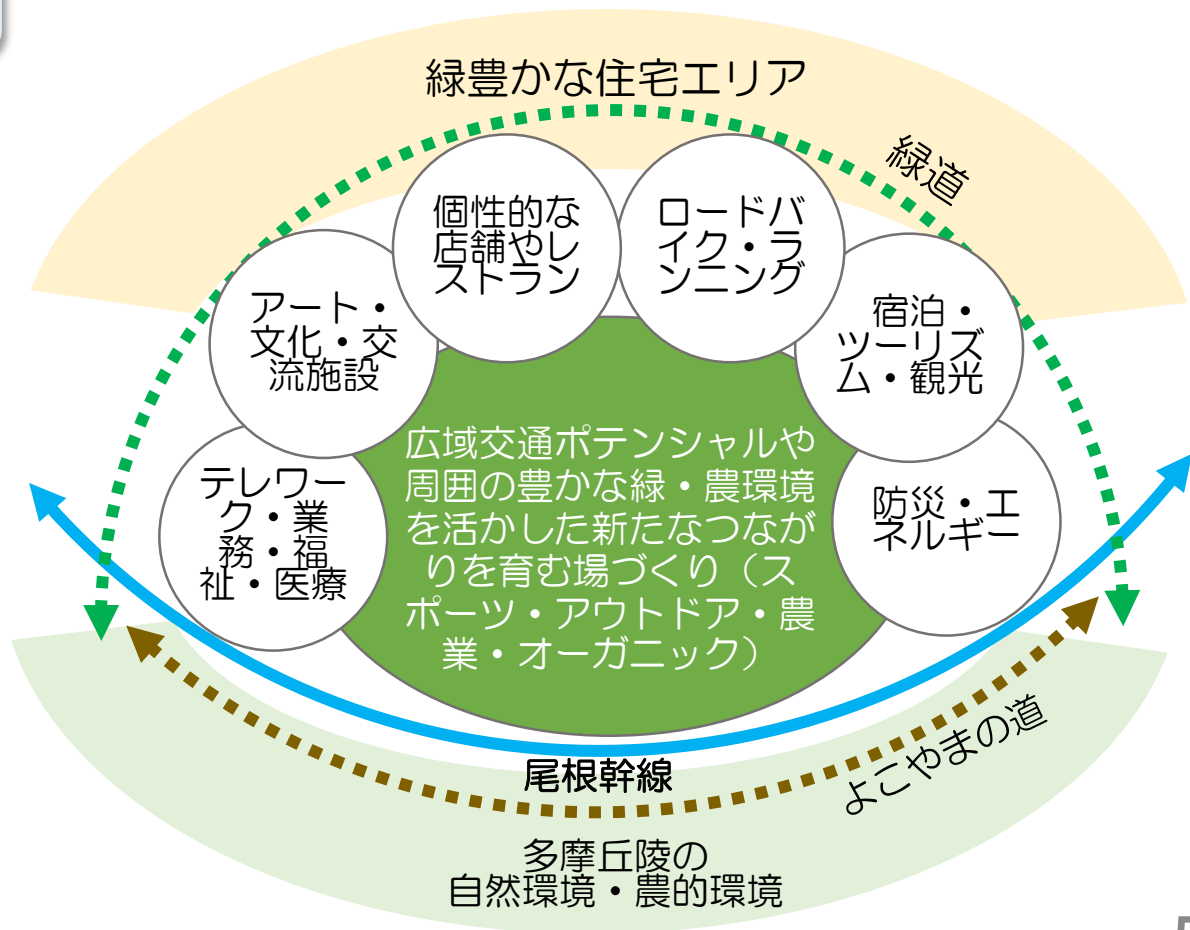 緑豊かな住宅エリア
緑道
個性的な
店舗やレ
ストラン
ロードバ
イク・ラ
ンニング
アート・
文化・交
流施設
宿泊・
ツーリズ
ム・観光
テレワー
ク・業
務・福
祉・医療
広域交通ポテンシャルや
周囲の豊かな緑・農環境
を活かした新たなつなが
りを育む場づくり（ス
ポーツ・アウトドア・農
業・オーガニック）
防災・エ
ネルギー
尾根幹線
よこやまの道
多摩丘陵の
自然環境・農的環境